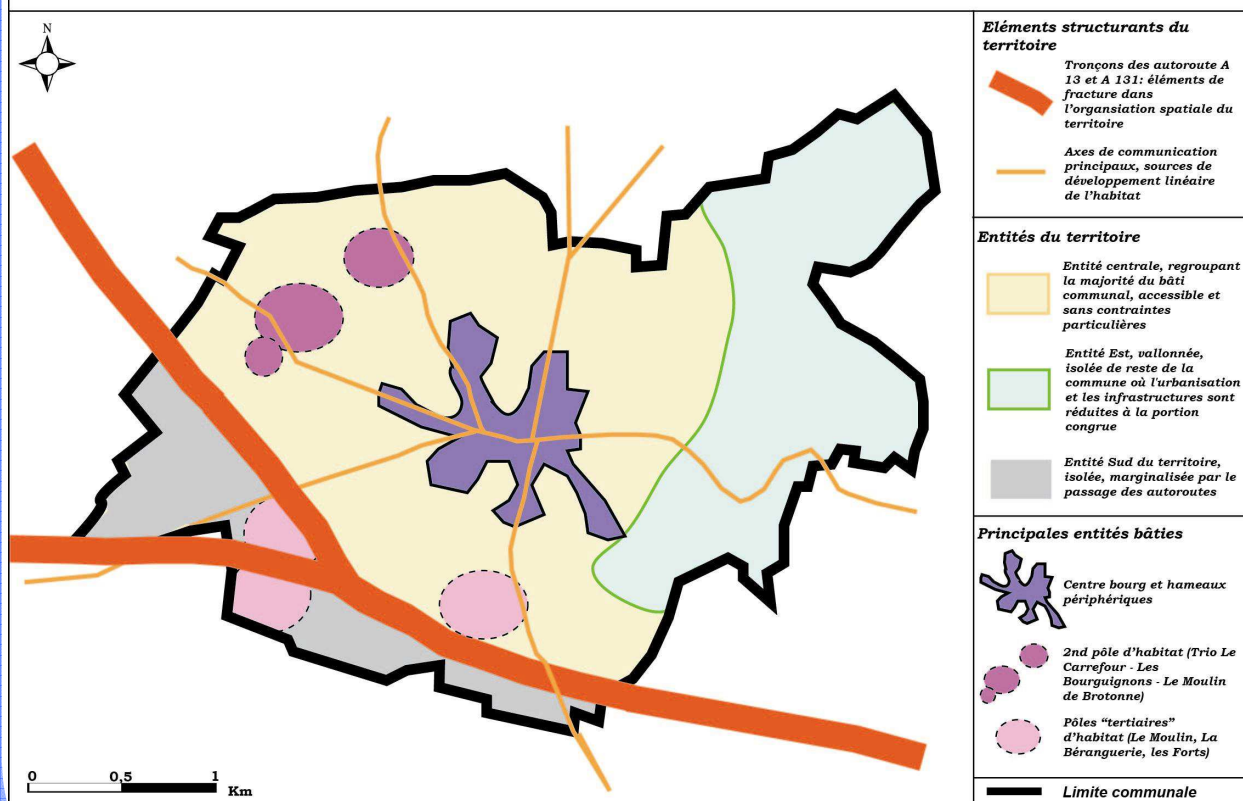 N
0
0,5
1
Km
Eléments structurants du
territoire
Tronçons des autoroute A
13 et A 131: éléments de
fracture dans
l'organsiation spatiale du
territoire
Axes de communication
principaux, sources de
développement linéaire
de l'habitat
Entités du territoire
Entité centrale, regroupant
la majorité du bâti
communal, accessible et
sans contraintes
particulières
Entité Est, vallonnée,
isolée de reste de la
commune où l'urbanisation
et les infrastructures sont
réduites à la portion
congrue
Entité Sud du territoire,
isolée, marginalisée par le
passage des autoroutes
Principales entités bâties
Centre bourg et hameaux
périphériques
2nd pôle d'habitat (Trio Le
Carrefour - Les
Bourguignons - Le Moulin
de Brotonne)
Pôles "tertiaires"
d'habitat (Le Moulin, La
Béranguerie, les Forts)
Limite communale